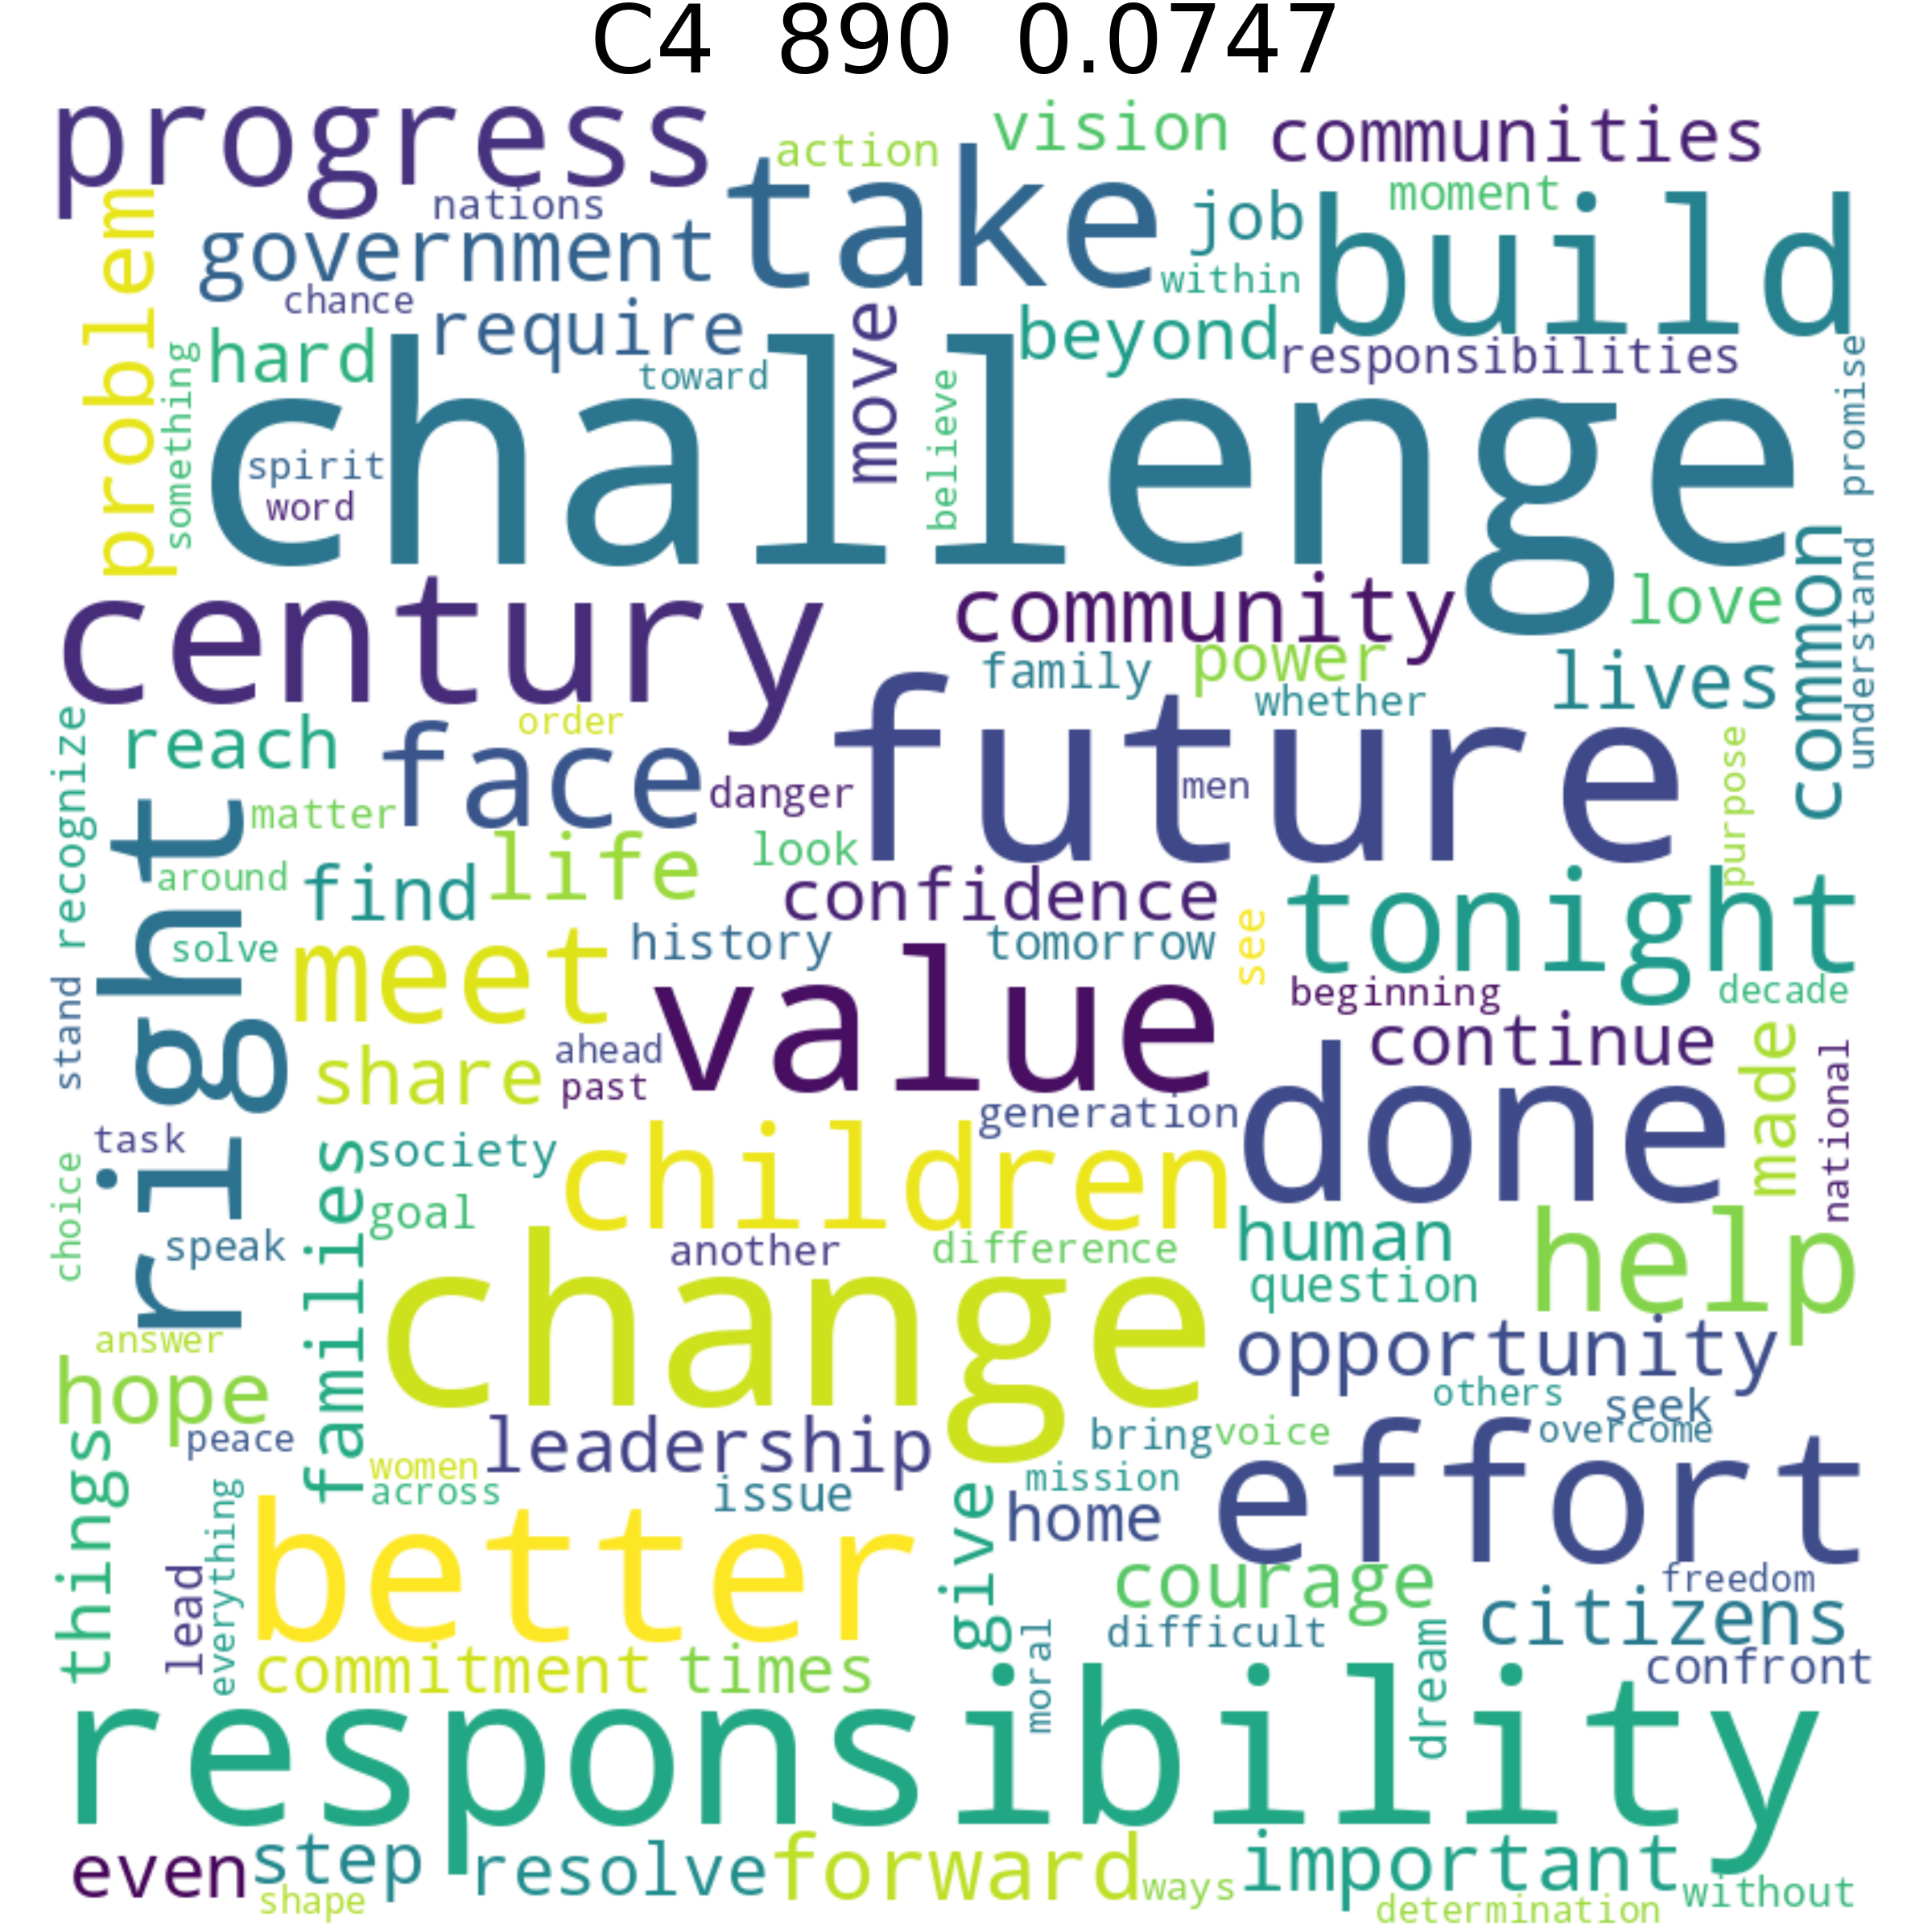 C4 890 0.0747
progress
action
vision
communities
nations
take
job
moment
build
problem
government
within
chance
require
move
beyond
hard
toward
responsibilities
something
challenge
believe
promise
spirit
word
century
community
love
common
understand
family
power
whether
lives
reach
order
face
future
recognize
matter
danger
men
purpose
right
around
find
life
look
confidence
tonight
solve
meet
history
tomorrow
see
value
beginning
decade
stand
share
ahead
past
continue
made
national
generation
done
task
society
children
choice
families
goal
speak
another
difference
human
help
question
change
answer
opportunity
hope
others
seek
peace
leadership
bring
voice
overcome
women
across
issue
mission
effort
things
everything
better
give
home
lead
courage
freedom
difficult
citizens
commitment
times
moral
dream
confront
responsibility
even
step
resolve
forward
important
shape
ways
without
determination